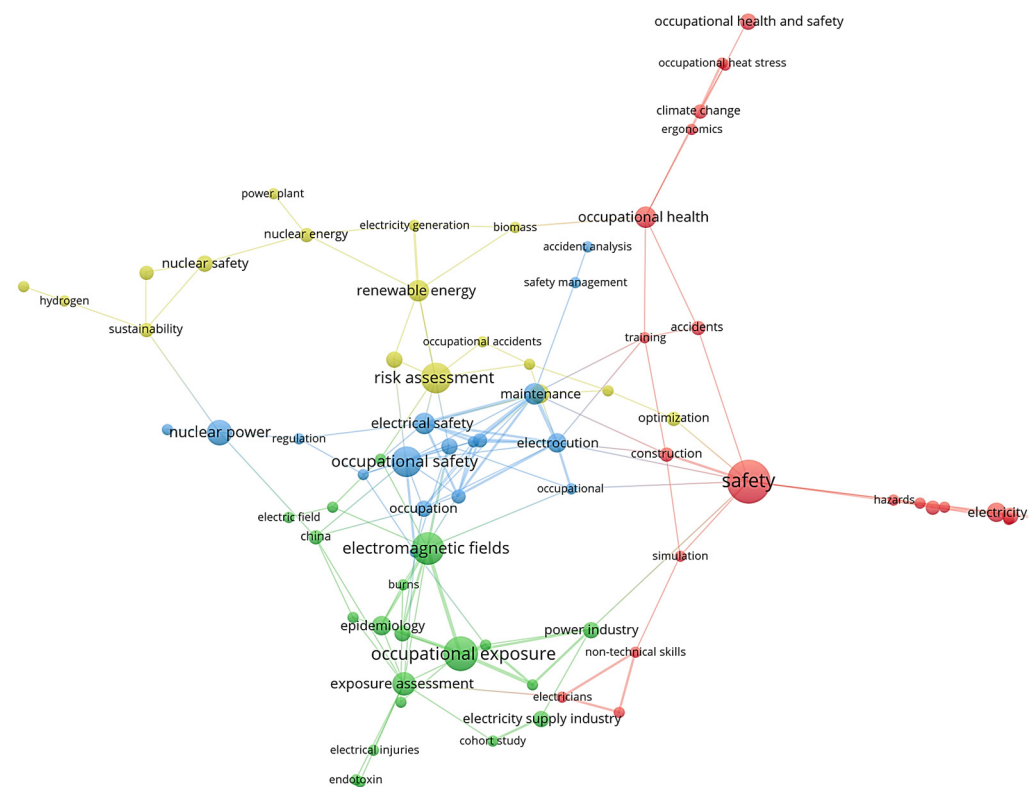 occupational health and safety
occupational heat stress
climate change
ergonomics
power plant
occupational health
electricity generation
biomass
nuclear energy
accident analysis
nuclear safety
safety management
renewable energy
hydrogen
sustainability
accidents
training
occupational accidents
risk assessment
maintenance
optimization
electrical safety
nuclear power
regulation
electrocution
construction
occupational safety
safety
occupational
hazards
occupation
electricity
electric field
china
electromagnetic fields
simulation
burns
epidemiology
power industry
occupational exposure
non-technical skills
exposure assessment
electricians
electricity supply industry
cohort study
electrical injuries
endotoxin